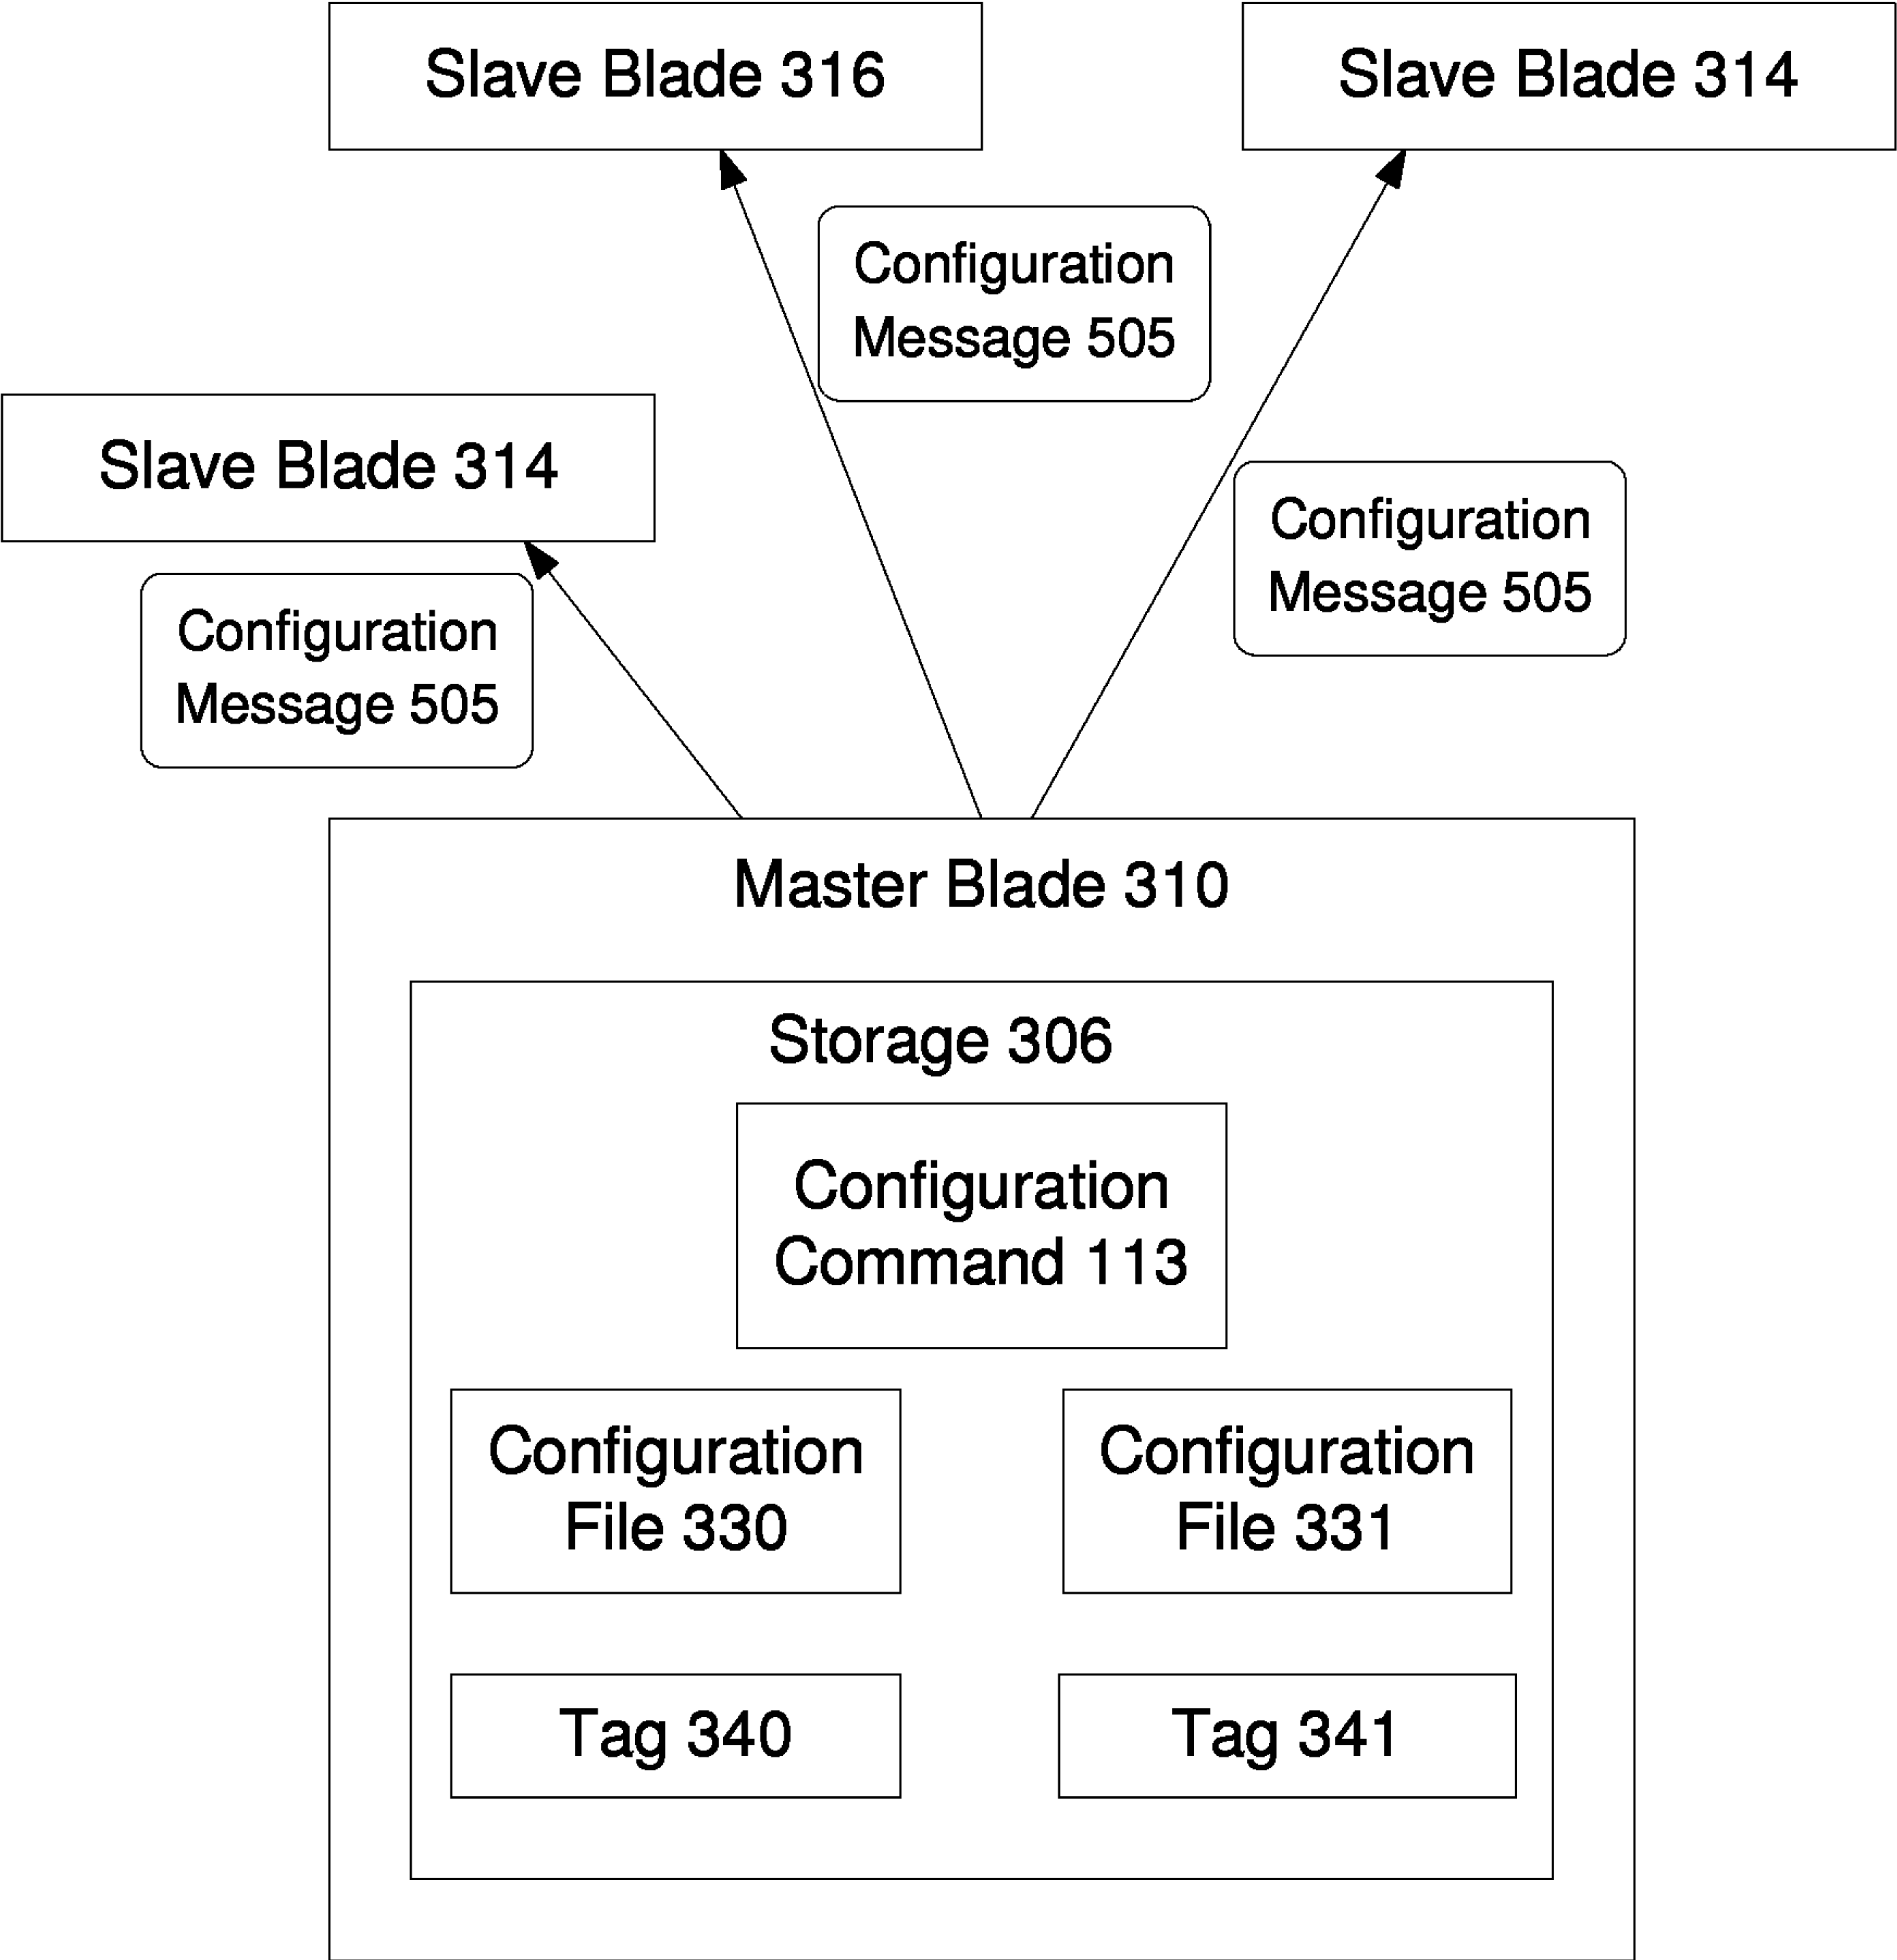 Slave Blade 316
Slave Blade 314
Configuration
Message 505
Slave Blade 314
Configuration
Message 505
Configuration
Message 505
Master Blade 310
Storage 306
Configuration
Command 113
Configuration
File 330
Configuration
File 331
Tag 340
Tag 341